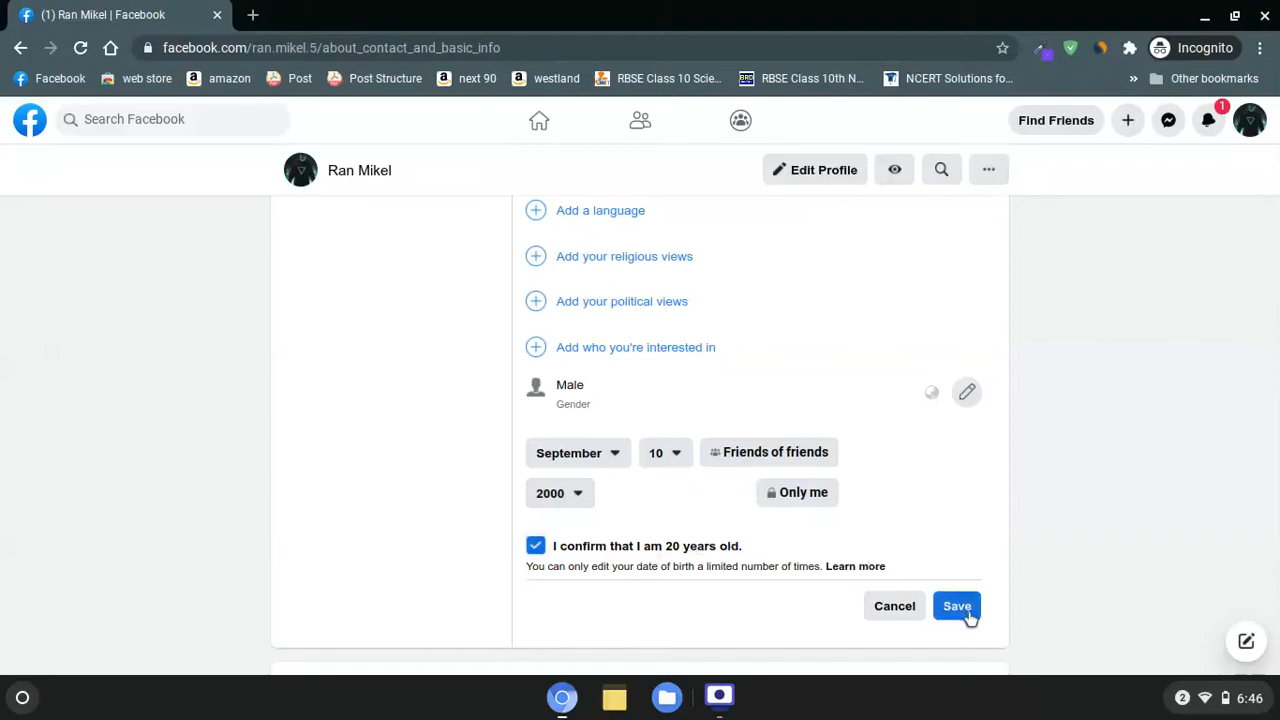 (1) Ran Mikel | Facebook
facebook.com/ran.mikel.5/about_contact_and_basic_info
Incognito
Facebook
web store
amazon
Post
Post Structure
next 90
westland
RBSE Class 10 Scie...
RBSE Class 10th N...
NCERT Solutions fo...
»
Other bookmarks
Search Facebook
Find Friends
1
Ran Mikel
Edit Profile
Add a language
Add your religious views
Add your political views
Add who you're interested in
Male
Gender
September
10
Friends of friends
2000
Only me
I confirm that I am 20 years old.
You can only edit your date of birth a limited number of times. Learn more
Cancel
Save
2
6:46